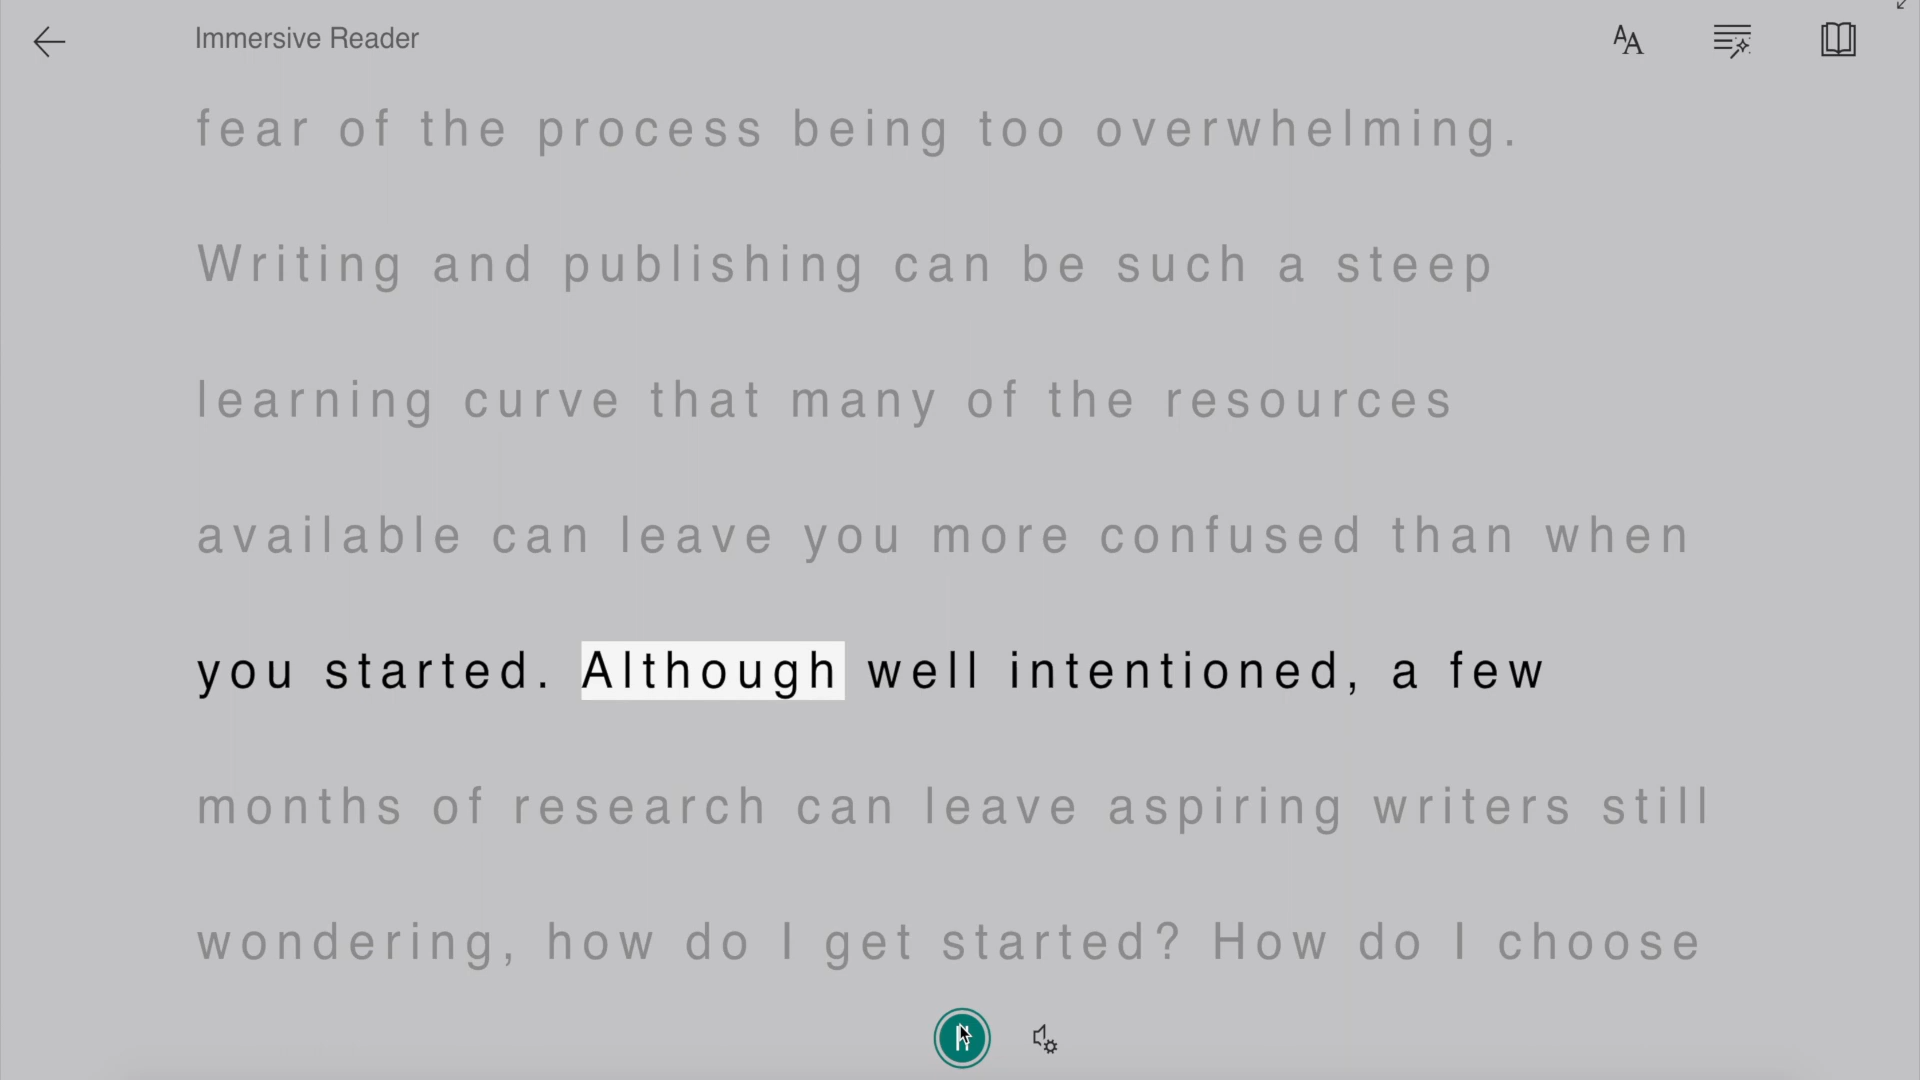 Immersive Reader
fear of the process being too overwhelming.
Writing and publishing can be such a steep
learning curve that many of the resources
available can leave you more confused than when
you started. Although well intentioned, a few
months of research can leave aspiring writers still
wondering, how do I get started? How do I choose